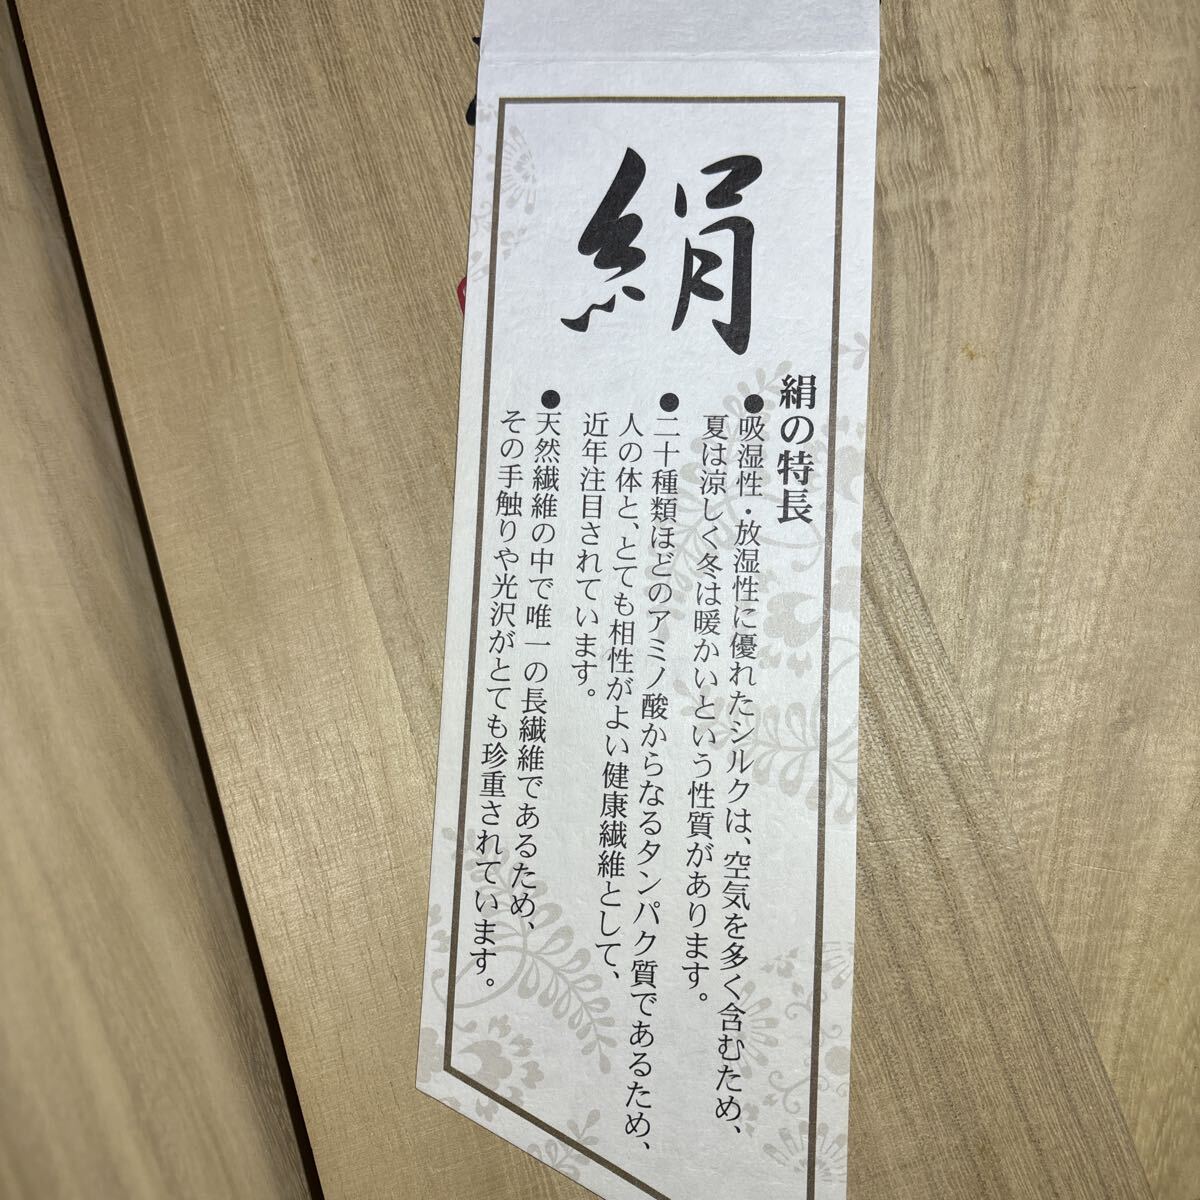 絹
絹の特長
●吸湿性・放湿性に優れたシルクは、空気を多く含むため、
夏は涼しく冬は暖かいという性質があります。
●二十種類ほどのアミノ酸からなるタンパク質であるため、
人の体と、とても相性がよい健康繊維として、
近年注目されています。
●天然繊維の中で唯一の長繊維であるため、
その手触りや光沢がとても珍重されています。